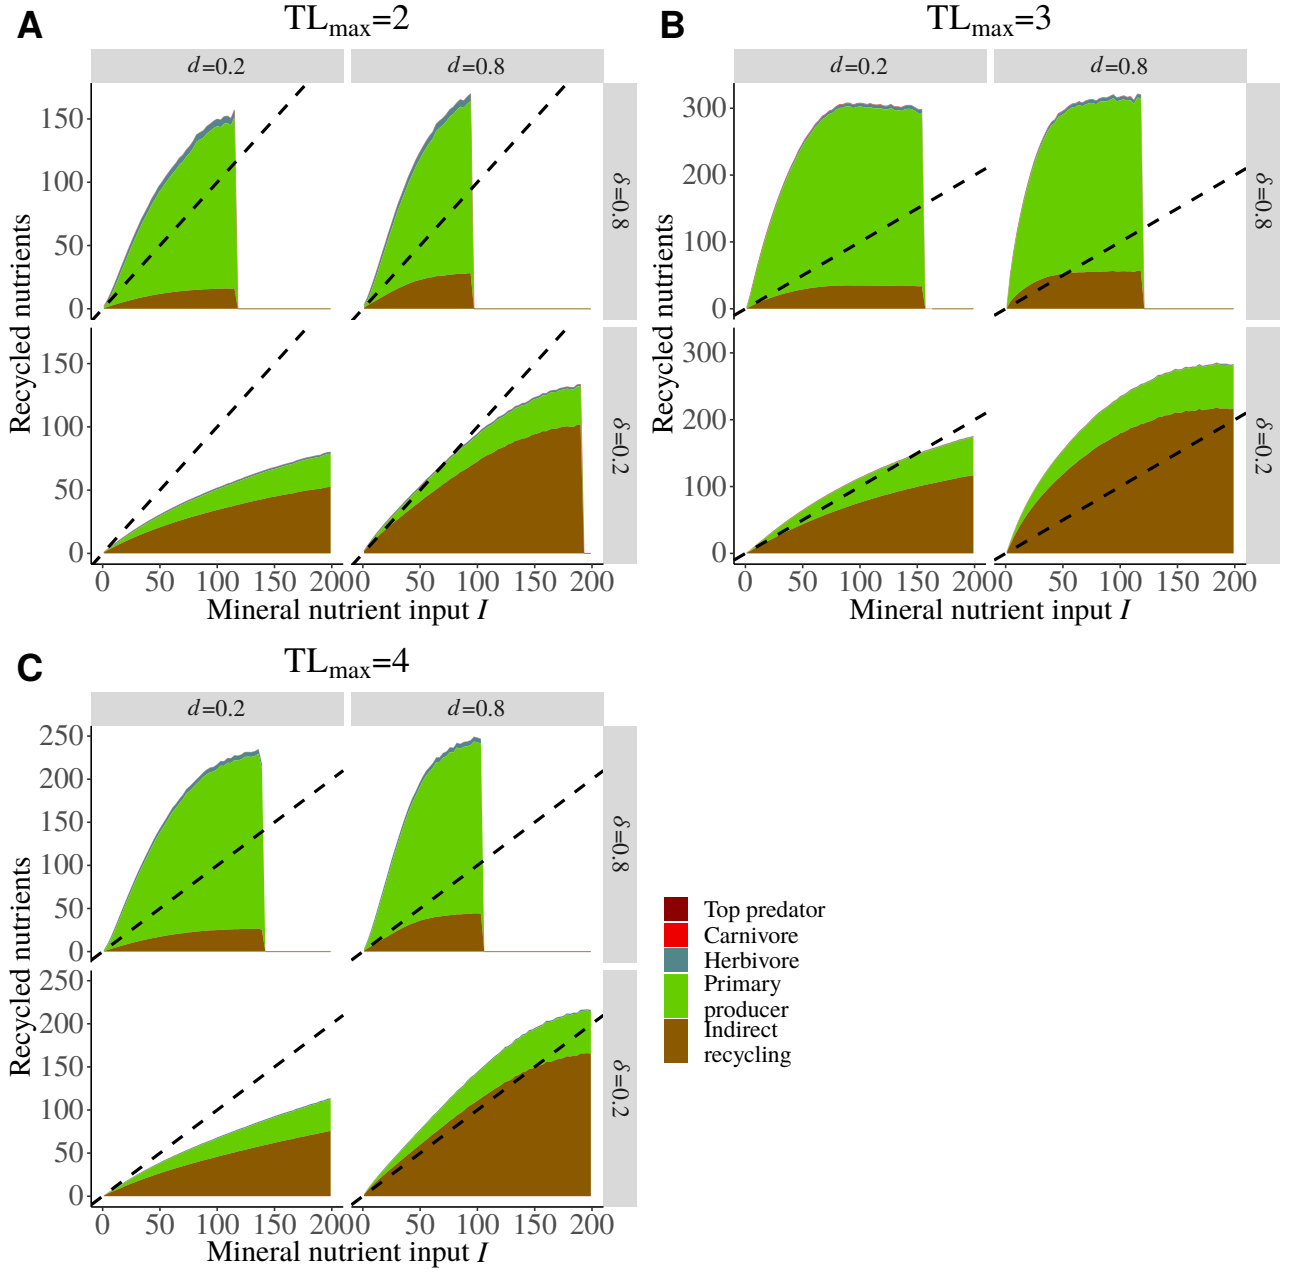 A
TLmax=2
d=0.2
d=0.8
Recycled nutrients
150
100
50
0
δ=0.8
Recycled nutrients
150
100
50
0
δ=0.2
0 50 100 150 200
0 50 100 150 200
Mineral nutrient input I
B
TLmax=3
d=0.2
d=0.8
Recycled nutrients
300
200
100
0
δ=0.8
Recycled nutrients
300
200
100
0
δ=0.2
0 50 100 150 200
0 50 100 150 200
Mineral nutrient input I
C
TLmax=4
d=0.2
d=0.8
Recycled nutrients
250
200
150
100
50
0
δ=0.8
250
200
150
100
50
0
δ=0.2
0 50 100 150 200
0 50 100 150 200
Mineral nutrient input I
Top predator
Carnivore
Herbivore
Primary
producer
Indirect
recycling